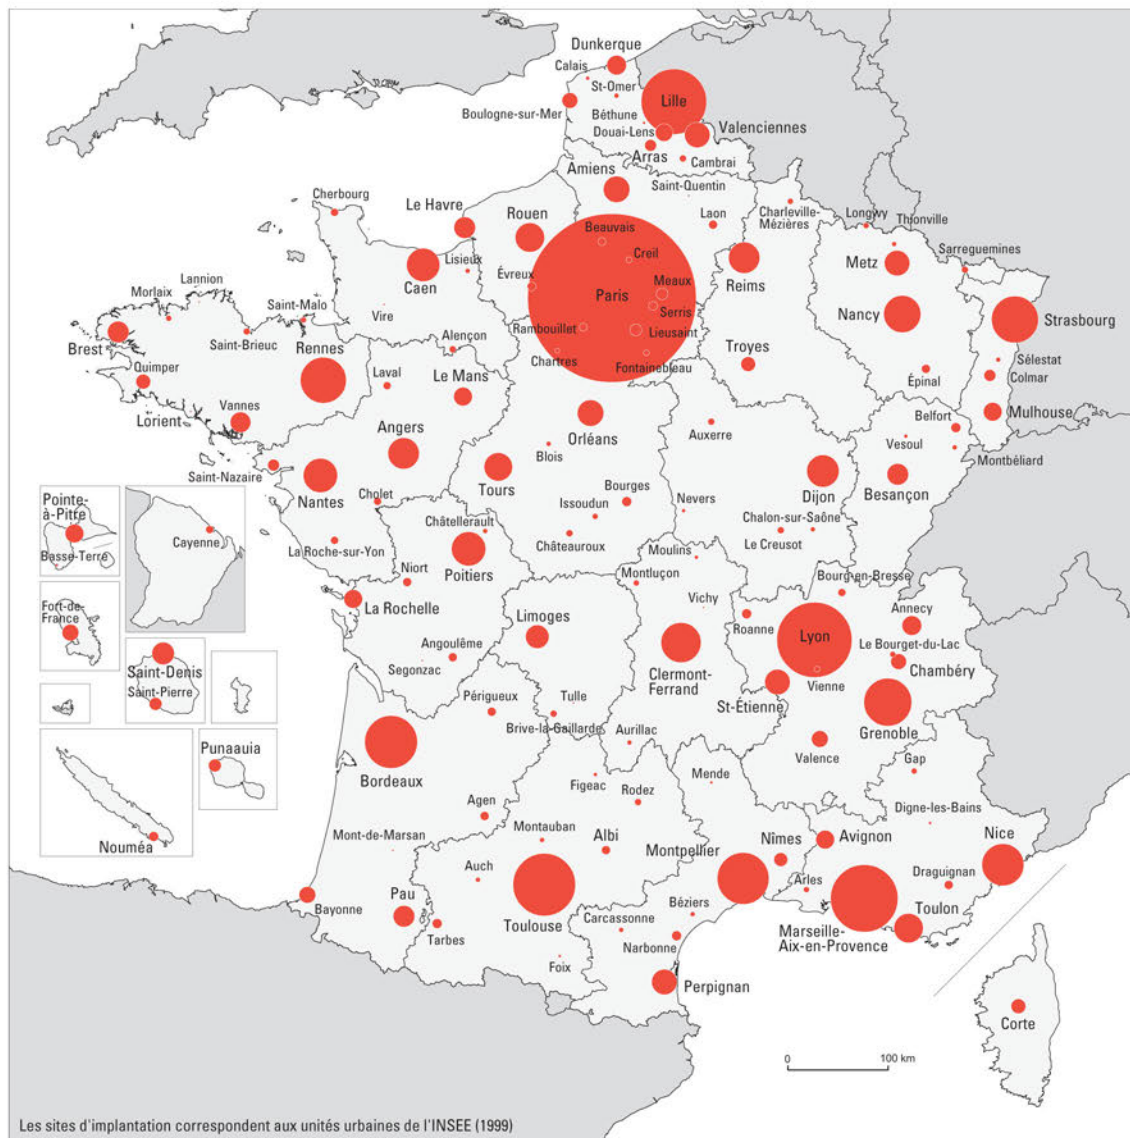 Dunkerque
Calais
St-Omer
Boulogne-sur-Mer
Lille
Béthune
Douai-Lens
Valenciennes
Arras
Cambrai
Amiens
Saint-Quentin
Cherbourg
Le Havre
Rouen
Beauvais
Laon
Charleville-
Mézières
Longwy
Thionville
Sarreguemines
Lisieux
Creil
Caen
Évreux
Meaux
Reims
Metz
Lannion
Morlaix
Saint-Malo
Vire
Paris
Serris
Nancy
Strasbourg
Brest
Saint-Brieuc
Alençon
Rambouillet
Lieusaint
Rennes
Chartres
Fontainebleau
Troyes
Sélestat
Quimper
Laval
Le Mans
Épinal
Colmar
Vannes
Lorient
Mulhouse
Belfort
Angers
Orléans
Auxerre
Vesoul
Blois
Montbéliard
Saint-Nazaire
Nantes
Tours
Dijon
Besançon
Cholet
Issoudun
Bourges
Nevers
Pointe-
à-Pitre
Cayenne
Basse-Terre
Châtellerault
Chalon-sur-Saône
Le Creusot
La Roche-sur-Yon
Châteauroux
Moulins
Poitiers
Niort
Montluçon
Bourg-en-Bresse
Fort-de-
France
La Rochelle
Limoges
Vichy
Roanne
Lyon
Annecy
Le Bourget-du-Lac
Angoulême
Segonzac
Clermont-
Ferrand
Chambéry
Saint-Denis
Saint-Pierre
Vienne
St-Étienne
Périgueux
Tulle
Brive-la-Gaillarde
Aurillac
Grenoble
Punaauia
Valence
Gap
Bordeaux
Mende
Figeac
Rodez
Agen
Digne-les-Bains
Nouméa
Mont-de-Marsan
Montauban
Albi
Montpellier
Nîmes
Avignon
Nice
Auch
Arles
Draguignan
Pau
Bayonne
Toulouse
Béziers
Carcassonne
Marseille-
Aix-en-Provence
Toulon
Tarbes
Narbonne
Foix
Perpignan
Corte
0
100 km
Les sites d'implantation correspondent aux unités urbaines de l'INSEE (1999)